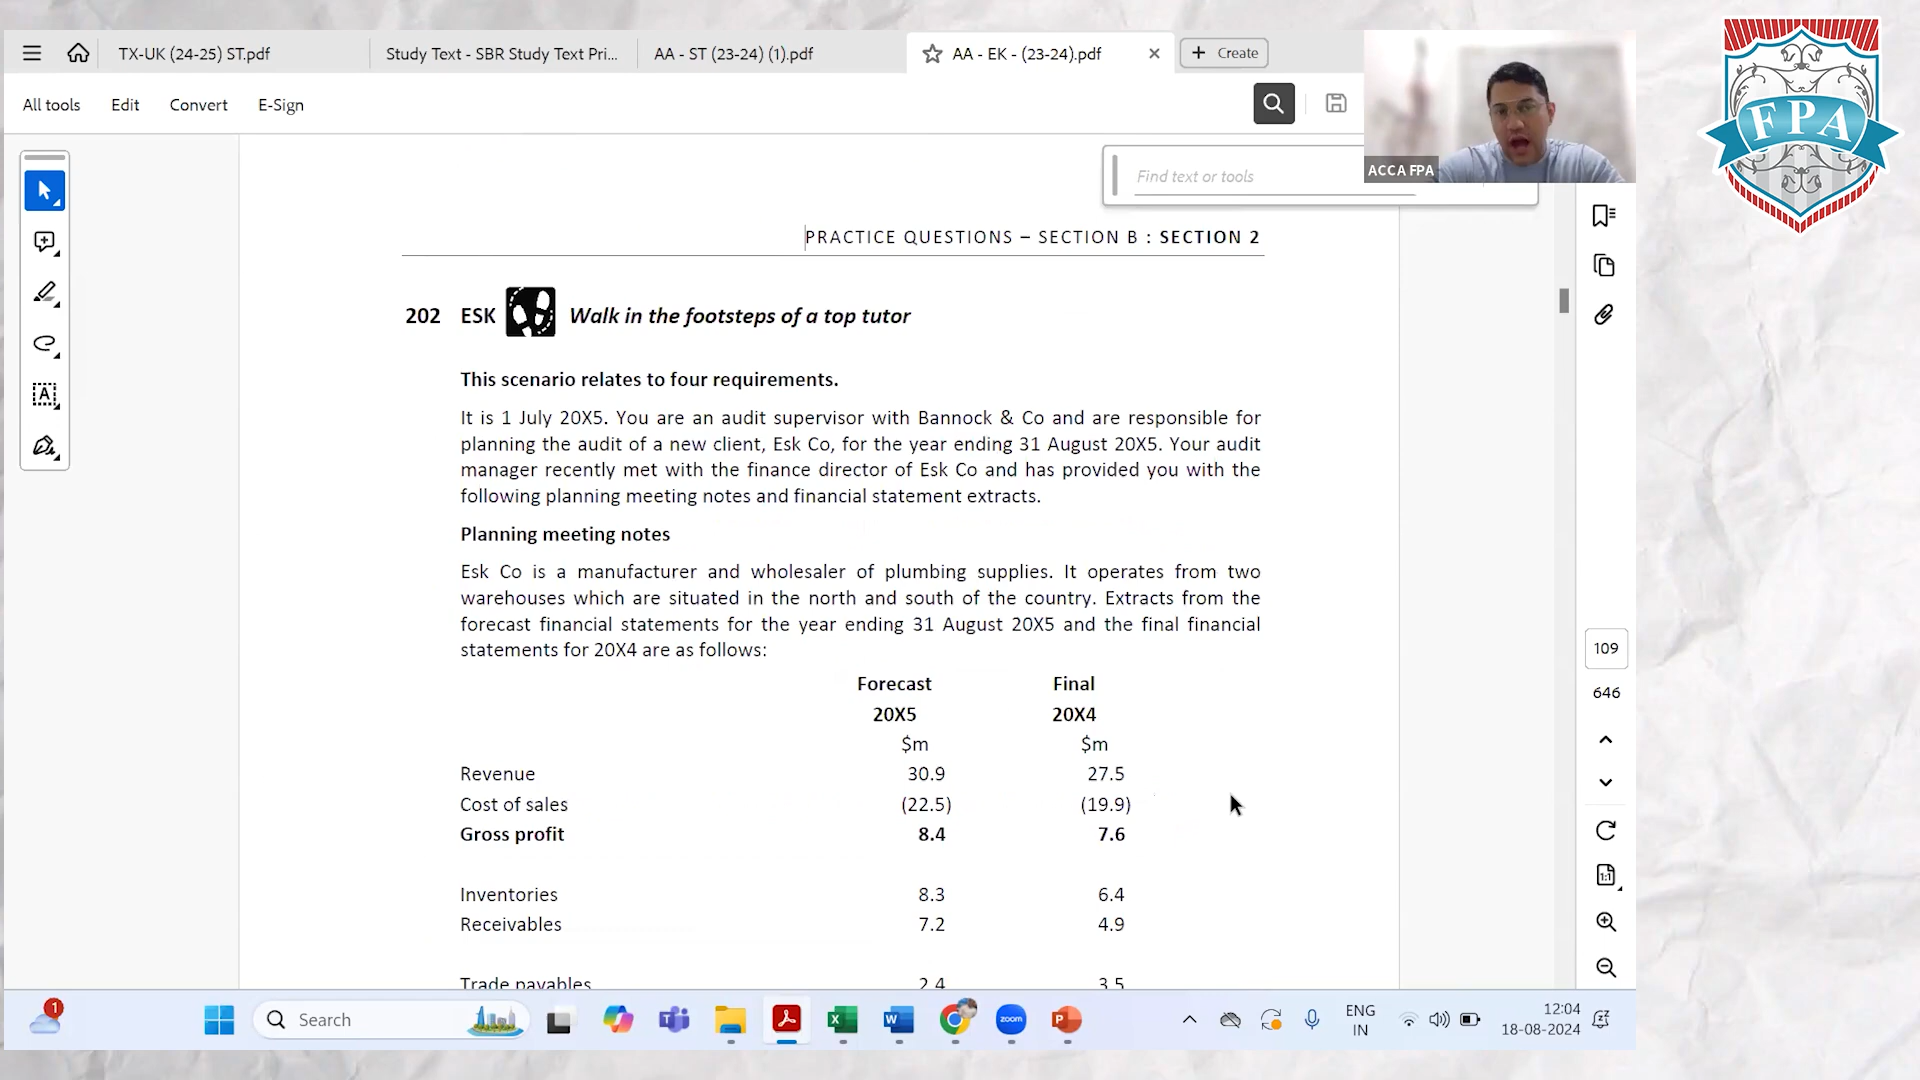 TX-UK (24-25) ST.pdf
Study Text - SBR Study Text Pri...
AA - ST (23-24) (1).pdf
AA - EK - (23-24).pdf
Create
All tools
Edit
Convert
E-Sign
Find text or tools
ACCA FPA
FPA
PRACTICE QUESTIONS – SECTION B : SECTION 2
202 ESK Walk in the footsteps of a top tutor
This scenario relates to four requirements.
It is 1 July 20X5. You are an audit supervisor with Bannock & Co and are responsible for
planning the audit of a new client, Esk Co, for the year ending 31 August 20X5. Your audit
manager recently met with the finance director of Esk Co and has provided you with the
following planning meeting notes and financial statement extracts.
Planning meeting notes
Esk Co is a manufacturer and wholesaler of plumbing supplies. It operates from two
warehouses which are situated in the north and south of the country. Extracts from the
forecast financial statements for the year ending 31 August 20X5 and the final financial
statements for 20X4 are as follows:
Forecast Final
20X5 20X4
$m $m
Revenue 30.9 27.5
Cost of sales (22.5) (19.9)
Gross profit 8.4 7.6
Inventories 8.3 6.4
Receivables 7.2 4.9
Trade payables 2.4 3.5
109
646
1:1
1
Search
zoom
ENG
IN
12:04
18-08-2024